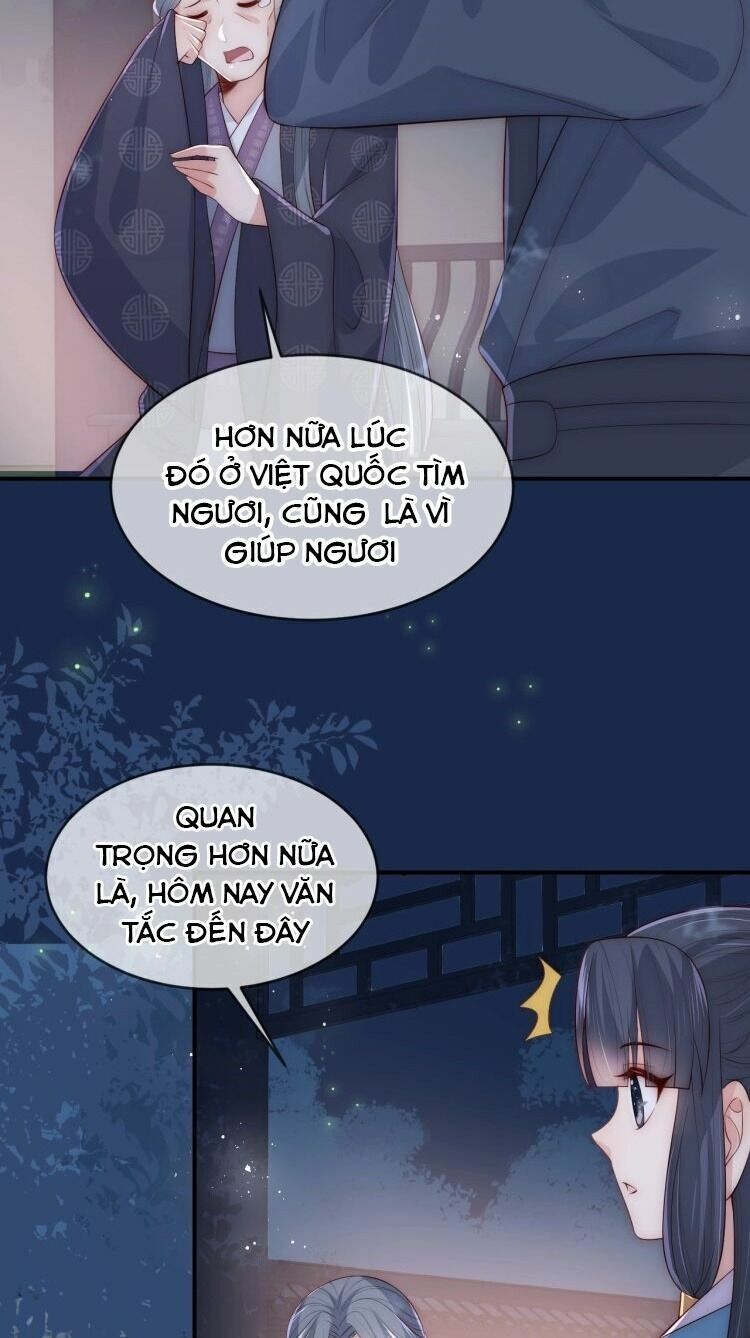 HƠN NỮA LÚC
ĐÓ Ở VIỆT QUỐC TÌM
NGƯƠI, CŨNG LÀ VÌ
GIÚP NGƯƠI
QUAN
TRỌNG HƠN NỮA
LÀ, HÔM NAY VĂN
TẮC ĐẾN ĐÂY